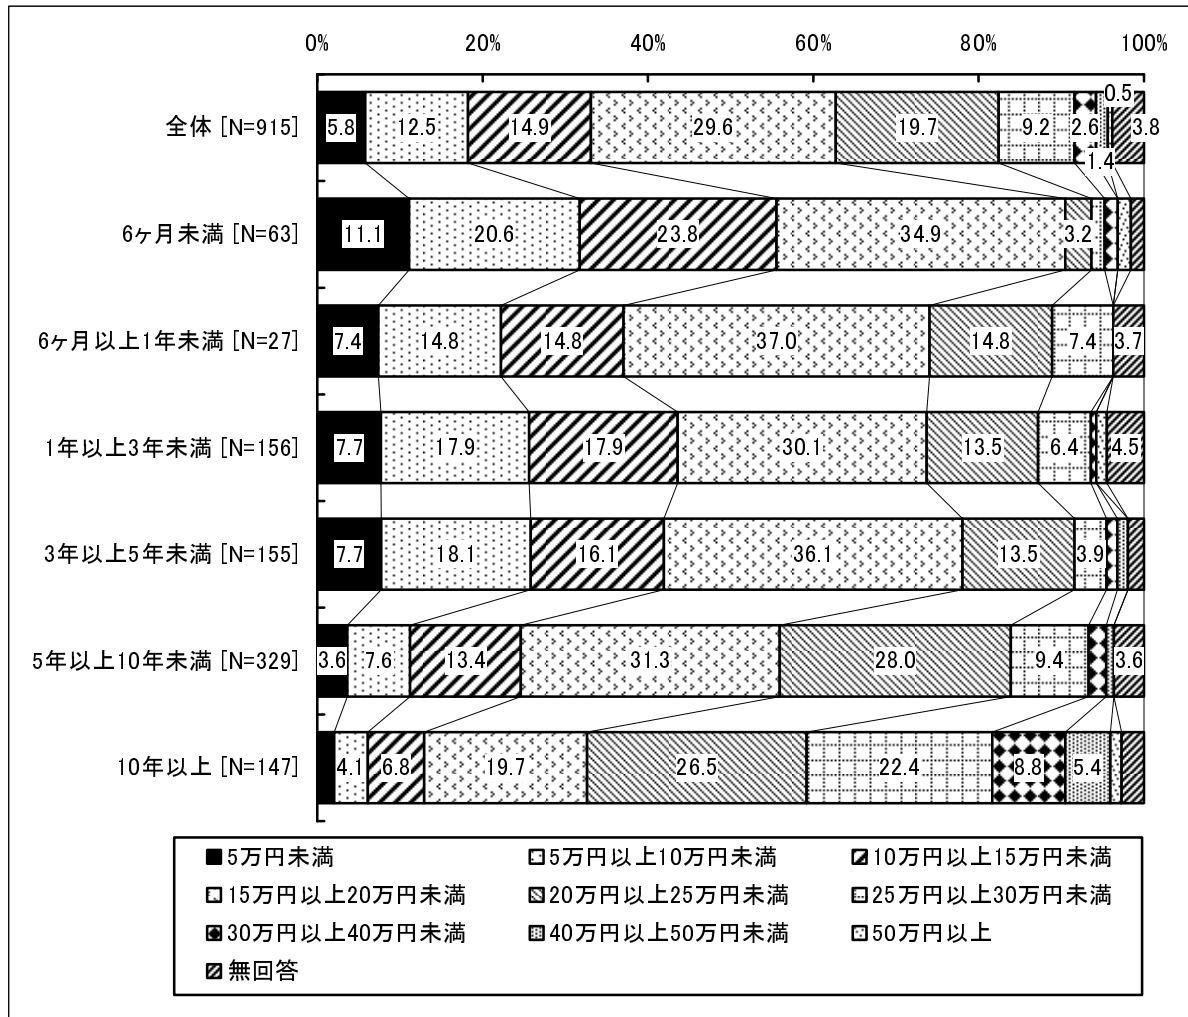 0% 20% 40% 60% 80% 100%
全体 [N=915] 5.8 12.5 14.9 29.6 19.7 9.2 2.6 1.4 0.5 3.8
6ヶ月未満 [N=63] 11.1 20.6 23.8 34.9 3.2
6ヶ月以上1年未満 [N=27] 7.4 14.8 14.8 37.0 14.8 7.4 3.7
1年以上3年未満 [N=156] 7.7 17.9 17.9 30.1 13.5 6.4 4.5
3年以上5年未満 [N=155] 7.7 18.1 16.1 36.1 13.5 3.9
5年以上10年未満 [N=329] 3.6 7.6 13.4 31.3 28.0 9.4 3.6
10年以上 [N=147] 4.1 6.8 19.7 26.5 22.4 8.8 5.4
5万円未満 5万円以上10万円未満 10万円以上15万円未満
15万円以上20万円未満 20万円以上25万円未満 25万円以上30万円未満
30万円以上40万円未満 40万円以上50万円未満 50万円以上
無回答